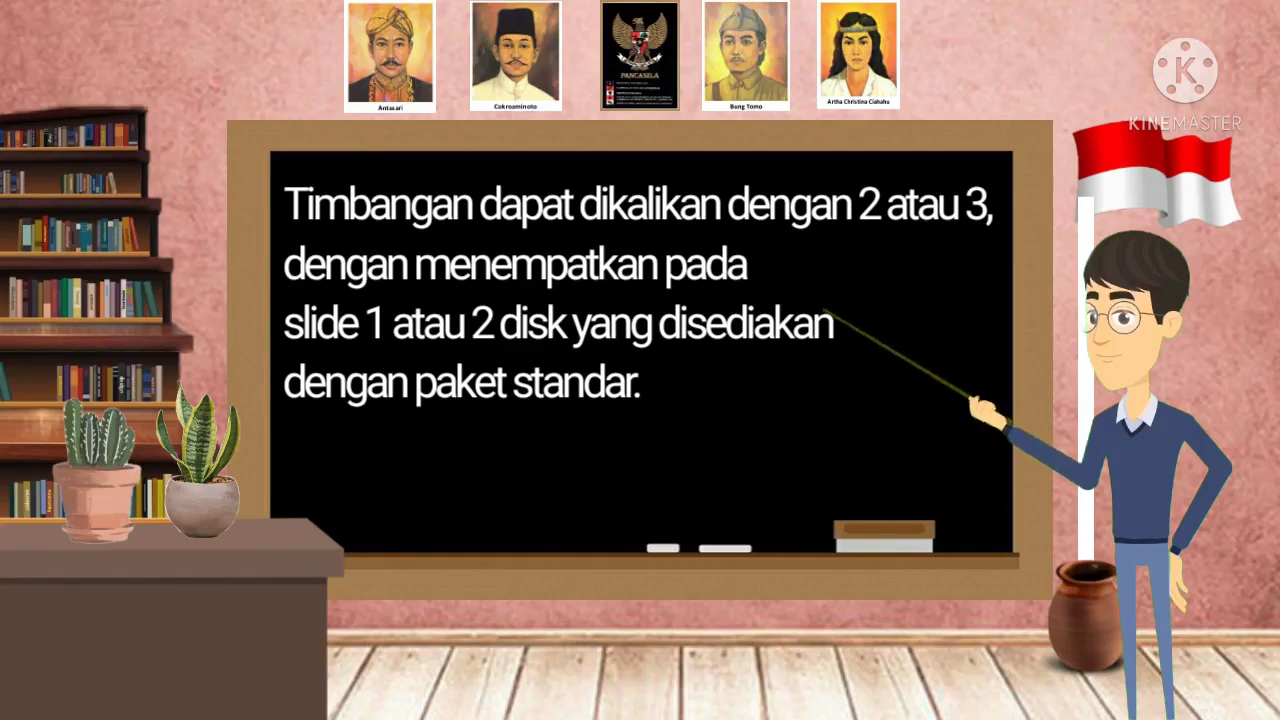 Antasari
Cokroaminoto
PANCASILA
Bung Tomo
Artha Christina Ciahahu
KINEMASTER
Timbangan dapat dikalikan dengan 2 atau 3,
dengan menempatkan pada
slide 1 atau 2 disk yang disediakan
dengan paket standar.